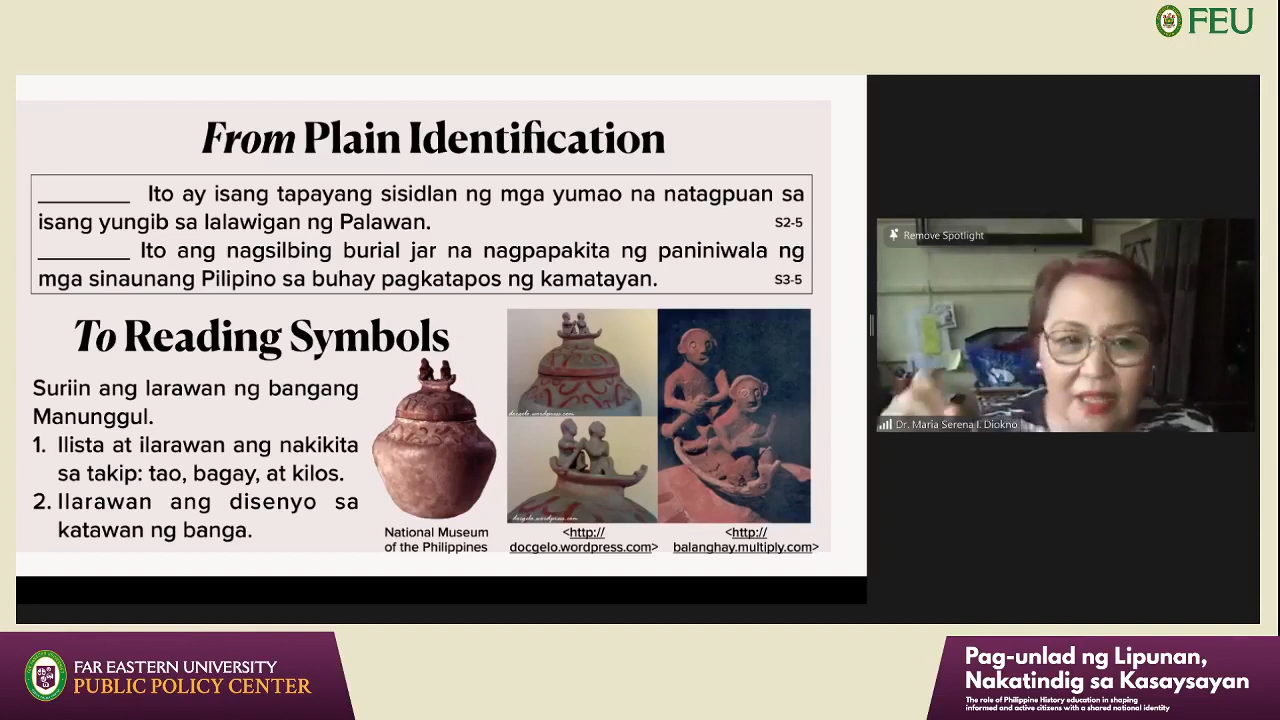 FEU
From Plain Identification
________ Ito ay isang tapayang sisidlan ng mga yumao na natagpuan sa
isang yungib sa lalawigan ng Palawan. S2-5
________ Ito ang nagsilbing burial jar na nagpapakita ng paniniwala ng
mga sinaunang Pilipino sa buhay pagkatapos ng kamatayan. S3-5
To Reading Symbols
Suriin ang larawan ng bangang
Manunggul.
1. Ilista at ilarawan ang nakikita
sa takip: tao, bagay, at kilos.
2. Ilarawan ang disenyo sa
katawan ng banga.
National Museum
of the Philippines
docgelo.wordpress.com
docgelo.wordpress.com
<http://
docgelo.wordpress.com>
<http://
balanghay.multiply.com>
Remove Spotlight
Dr. Maria Serena I. Diokno
FAR EASTERN UNIVERSITY
PUBLIC POLICY CENTER
Pag-unlad ng Lipunan,
Nakatindig sa Kasaysayan
The role of Philippine History education in shaping
informed and active citizens with a shared national identity